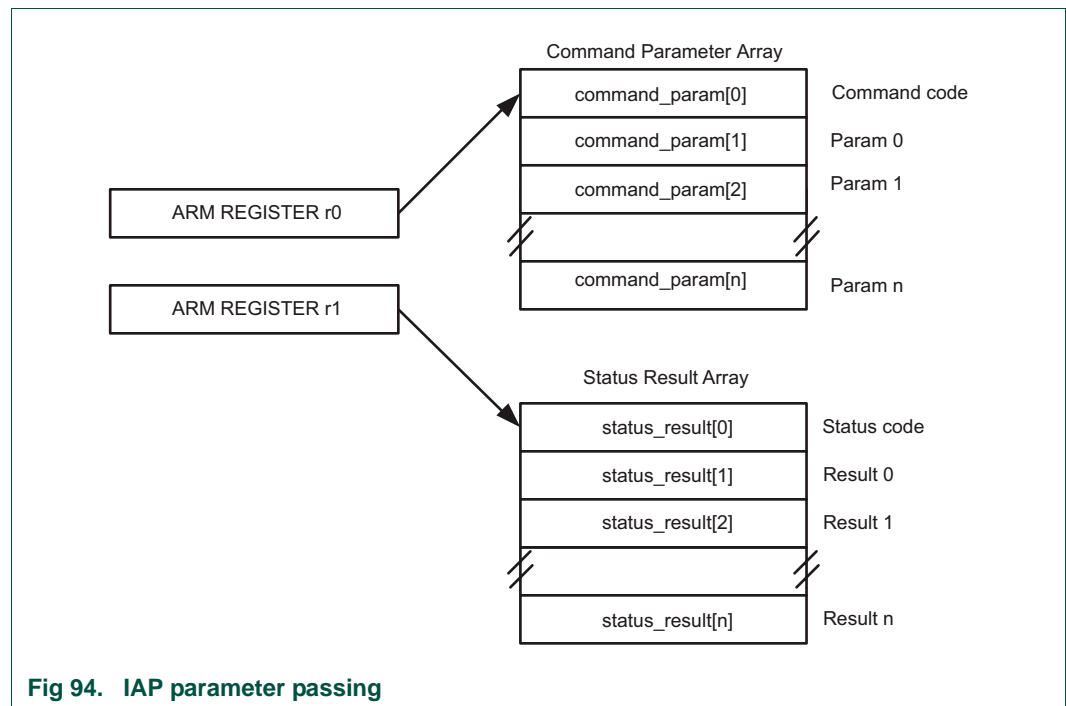 Command Parameter Array
command_param[0] Command code
command_param[1] Param 0
command_param[2] Param 1
ARM REGISTER r0
command_param[n] Param n
ARM REGISTER r1
Status Result Array
status_result[0] Status code
status_result[1] Result 0
status_result[2] Result 1
status_result[n] Result n
Fig 94. IAP parameter passing